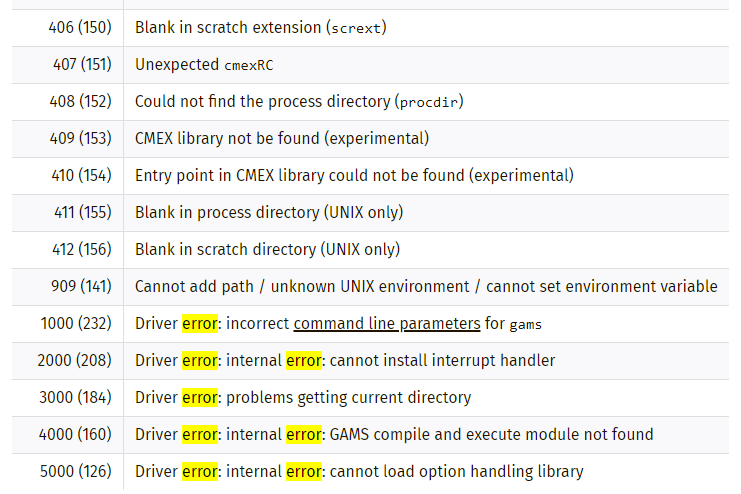 406 (150) Blank in scratch extension (scrext)
407 (151) Unexpected cmexRC
408 (152) Could not find the process directory (procdir)
409 (153) CMEX library not be found (experimental)
410 (154) Entry point in CMEX library could not be found (experimental)
411 (155) Blank in process directory (UNIX only)
412 (156) Blank in scratch directory (UNIX only)
909 (141) Cannot add path / unknown UNIX environment / cannot set environment variable
1000 (232) Driver error: incorrect command line parameters for gams
2000 (208) Driver error: internal error: cannot install interrupt handler
3000 (184) Driver error: problems getting current directory
4000 (160) Driver error: internal error: GAMS compile and execute module not found
5000 (126) Driver error: internal error: cannot load option handling library